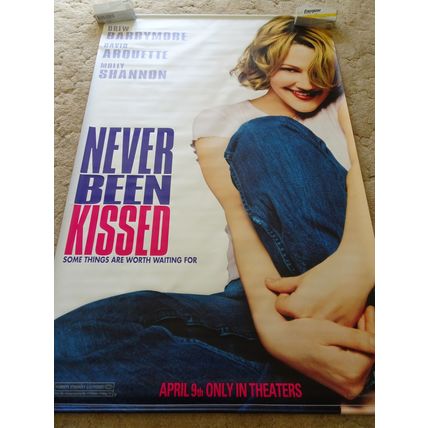 DREW
BARRYMORE
DAVID
ARQUETTE
MOLLY
SHANNON
NEVER
BEEN
KISSED
SOME THINGS ARE WORTH WAITING FOR
APRIL 9th ONLY IN THEATERS
Energizer